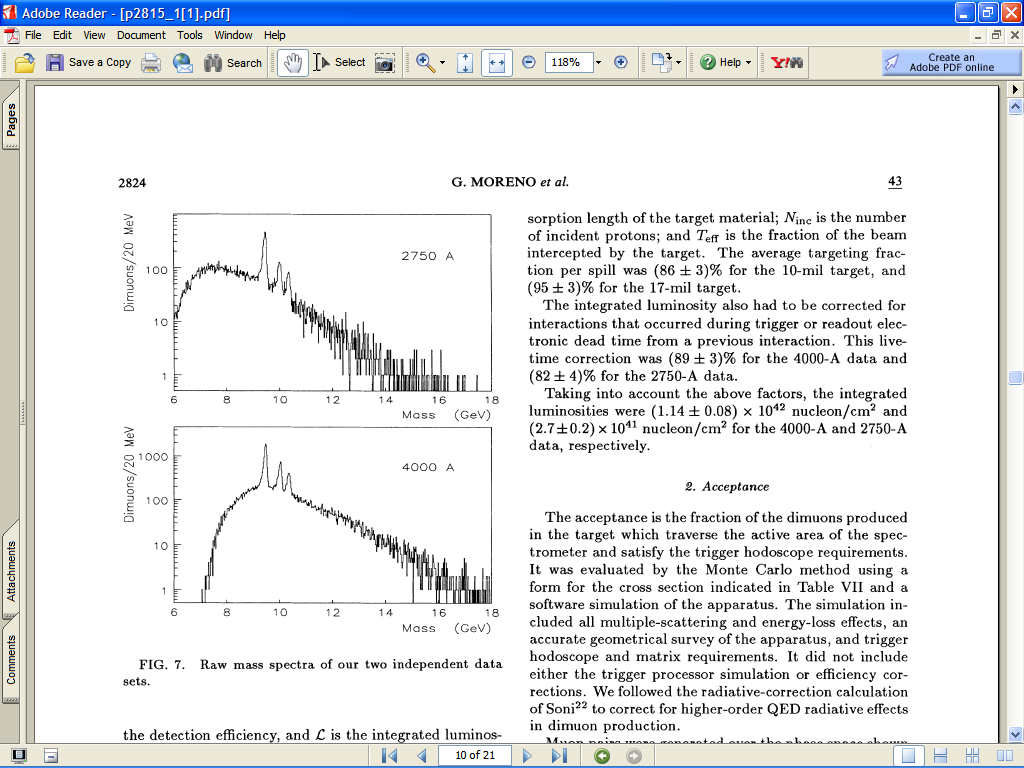 Adobe Reader - [p2815_1[1].pdf]
File Edit View Document Tools Window Help
Save a Copy Search Select 118% Help Y! Create an
Adobe PDF online
Pages
Attachments
Comments
2824 G. MORENO et al. 43
Dimuons/20 MeV
100
10
1
2750 A
6 8 10 12 14 16 18
Mass (GeV)
Dimuons/20 MeV
1000
100
10
1
4000 A
6 8 10 12 14 16 18
Mass (GeV)
FIG. 7. Raw mass spectra of our two independent data
sets.
the detection efficiency, and ℒ is the integrated luminos-
sorption length of the target material; Ninc is the number
of incident protons; and Teff is the fraction of the beam
intercepted by the target. The average targeting frac-
tion per spill was (86 ± 3)% for the 10-mil target, and
(95 ± 3)% for the 17-mil target.
The integrated luminosity also had to be corrected for
interactions that occurred during trigger or readout elec-
tronic dead time from a previous interaction. This live-
time correction was (89 ± 3)% for the 4000-A data and
(82 ± 4)% for the 2750-A data.
Taking into account the above factors, the integrated
luminosities were (1.14 ± 0.08) × 10⁴² nucleon/cm² and
(2.7±0.2) × 10⁴¹ nucleon/cm² for the 4000-A and 2750-A
data, respectively.
2. Acceptance
The acceptance is the fraction of the dimuons produced
in the target which traverse the active area of the spec-
trometer and satisfy the trigger hodoscope requirements.
It was evaluated by the Monte Carlo method using a
form for the cross section indicated in Table VII and a
software simulation of the apparatus. The simulation in-
cluded all multiple-scattering and energy-loss effects, an
accurate geometrical survey of the apparatus, and trigger
hodoscope and matrix requirements. It did not include
either the trigger processor simulation or efficiency cor-
rections. We followed the radiative-correction calculation
of Soni²² to correct for higher-order QED radiative effects
in dimuon production.
Muon pairs were generated over the phase space shown
10 of 21